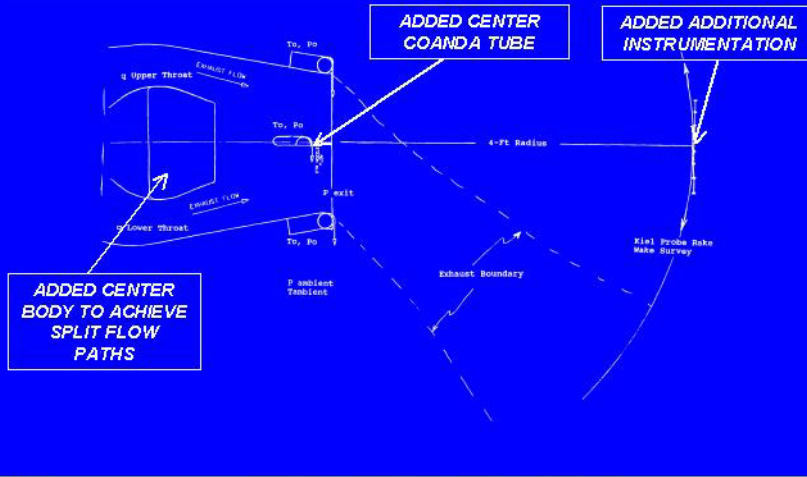 ADDED CENTER
COANDA TUBE
ADDED ADDITIONAL
INSTRUMENTATION
To, Po
EXHAUST FLOW
q Upper Throat
To, Po
4-Ft Radius
P exit
EXHAUST FLOW
q Lower Throat
To, Po
Kiel Probe Rake
Wake Survey
Exhaust Boundary
P ambient
Tambient
ADDED CENTER
BODY TO ACHIEVE
SPLIT FLOW
PATHS